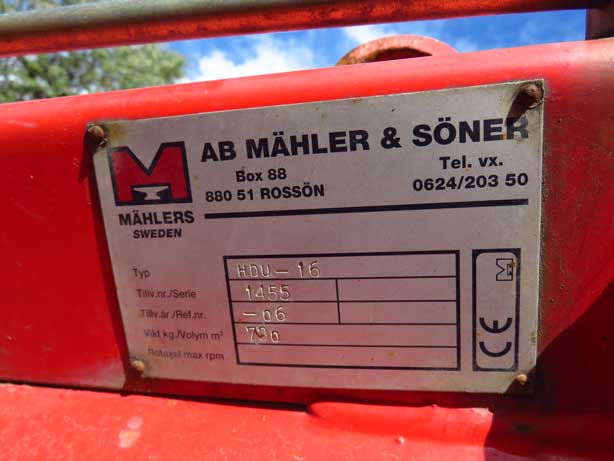 AB MÄHLER & SÖNER
Box 88
880 51 ROSSÖN
Tel. vx.
0624/203 50
M
MÄHLERS
SWEDEN
Typ HDU-16
Tillv.nr./Serie 1455
Tillv.år./Ref.nr. -06
Vikt kg./Volym m³
Rotaxel max rpm
M
CE